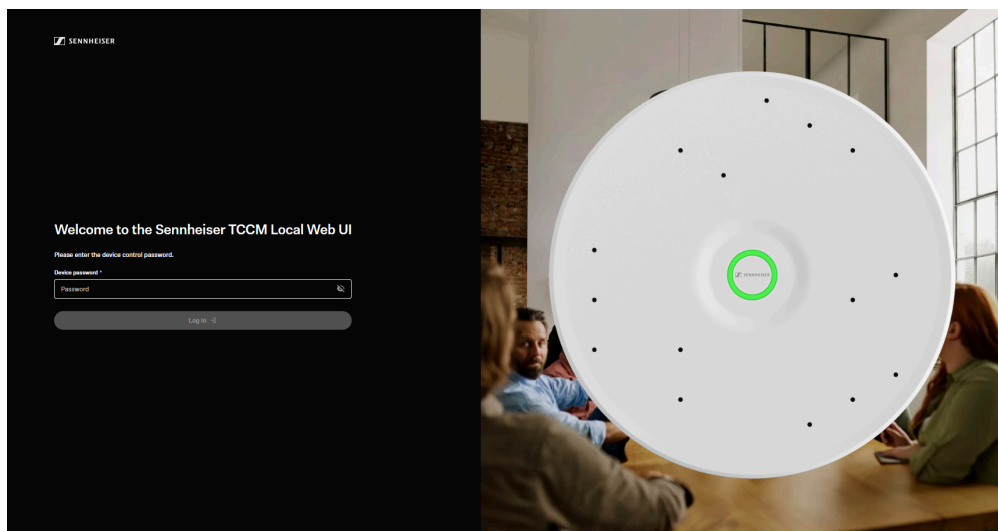 SENNHEISER
Welcome to the Sennheiser TCCM Local Web UI
Please enter the device control password.
Device password *
Password
Log In
SENNHEISER